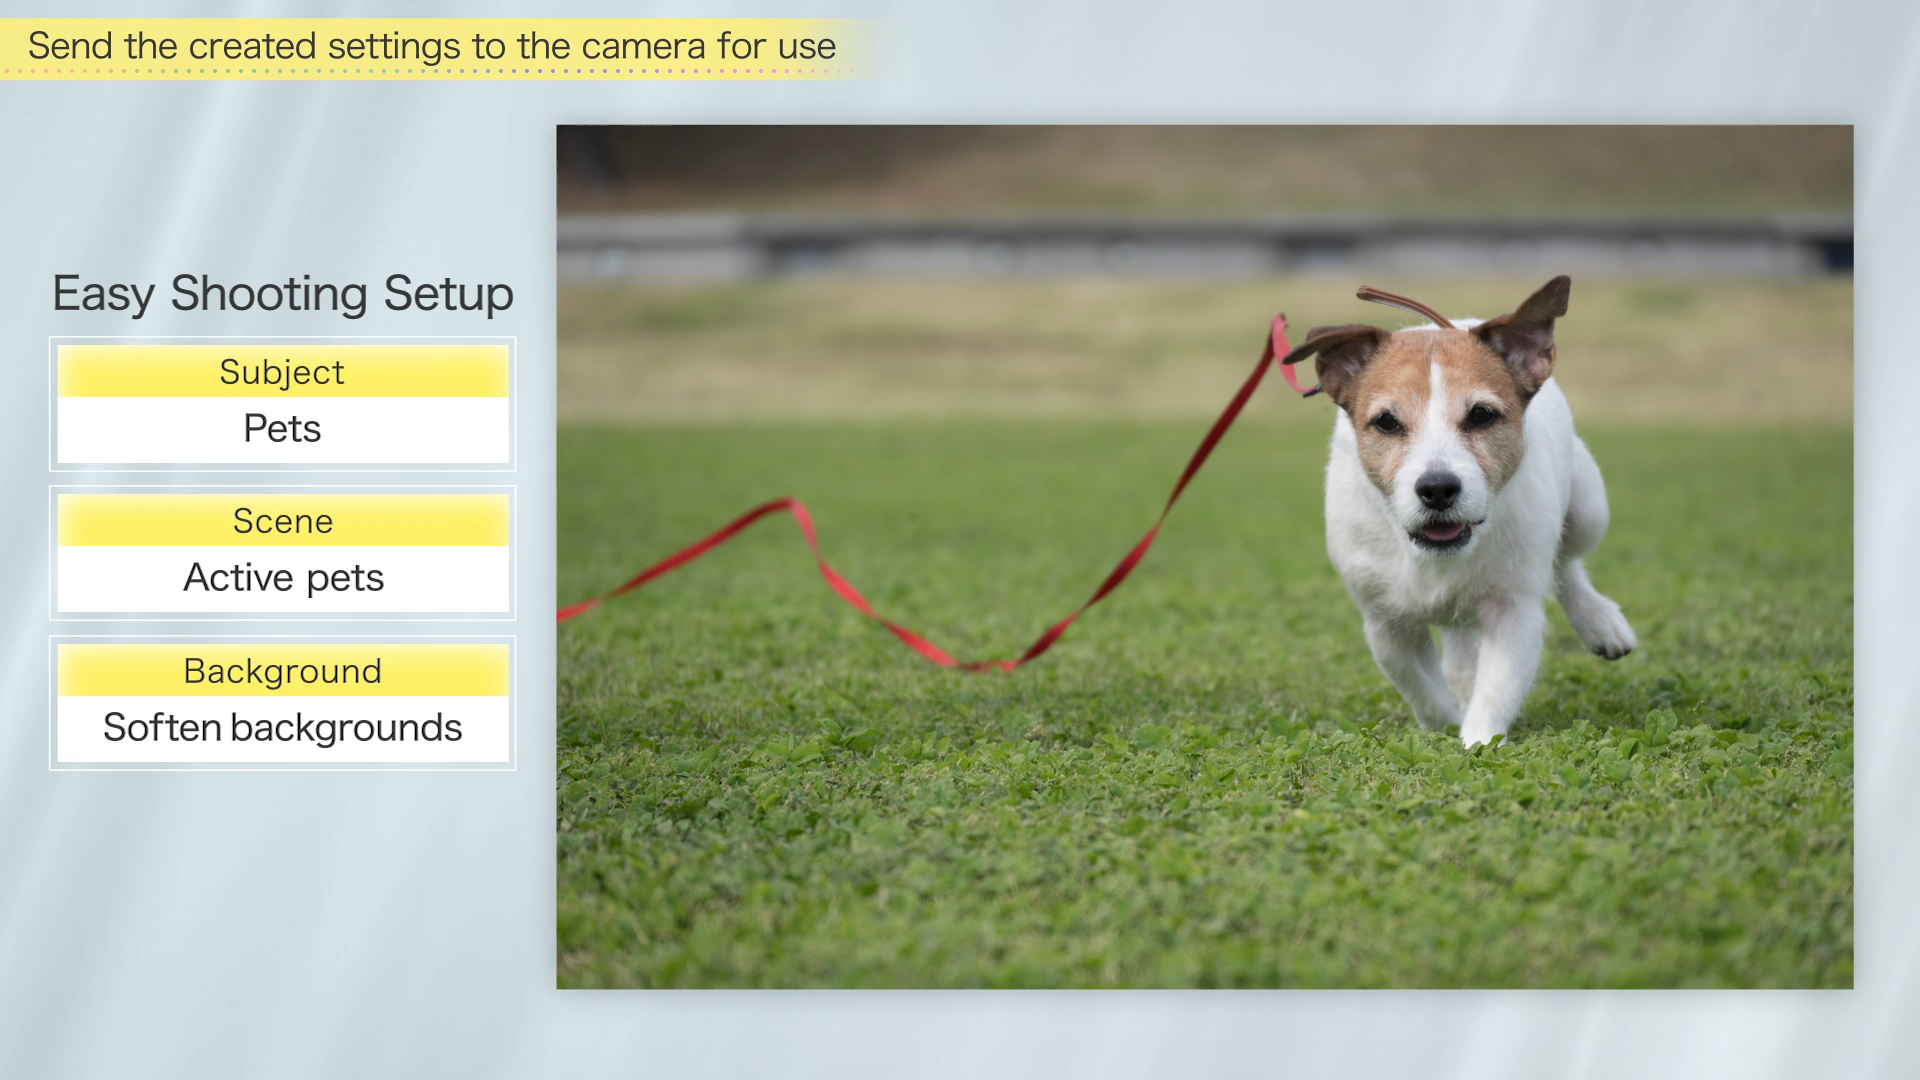 Send the created settings to the camera for use
Easy Shooting Setup
Subject
Pets
Scene
Active pets
Background
Soften backgrounds